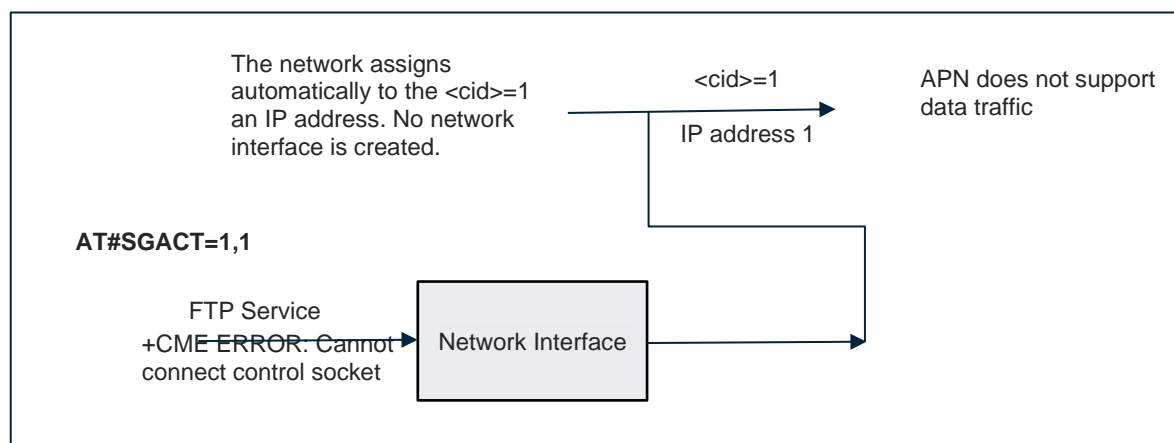 The network assigns
automatically to the <cid>=1
an IP address. No network
interface is created.
<cid>=1
IP address 1
APN does not support
data traffic
AT#SGACT=1,1
FTP Service
+CME ERROR: Cannot
connect control socket
Network Interface